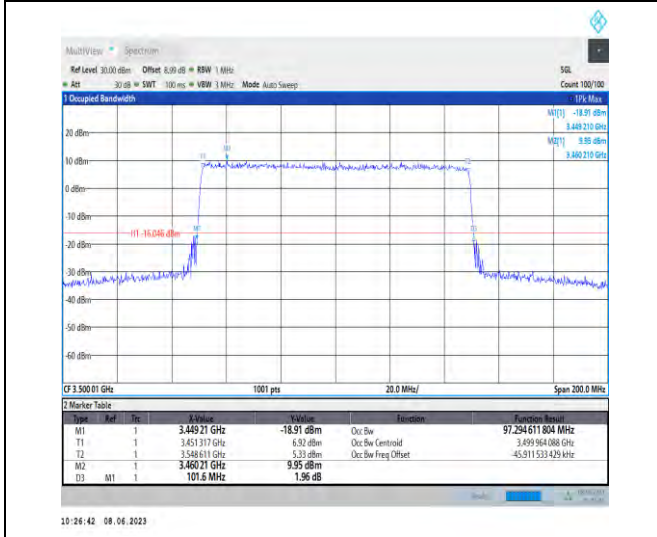 MultiView Spectrum
Ref Level 30.00 dBm Offset 8.99 dB RBW 1 MHz SGL
Att 30 dB SWT 100 ms VBW 3 MHz Mode Auto Sweep Count 100/100
1 Occupied Bandwidth 1Pk Max
M1[1] -18.91 dBm
3.449 210 GHz
M2[1] 9.95 dBm
3.460 210 GHz
20 dBm
10 dBm
0 dBm
-10 dBm
H1 -16.046 dBm
-20 dBm
-30 dBm
-40 dBm
-50 dBm
-60 dBm
CF 3.500 01 GHz 1001 pts 20.0 MHz/ Span 200.0 MHz
2 Marker Table
Type Ref Trc X-Value Y-Value Function Function Result
M1 1 3.449 21 GHz -18.91 dBm Occ Bw 97.294 611 804 MHz
T1 1 3.451 317 GHz 6.92 dBm Occ Bw Centroid 3.499 964 088 GHz
T2 1 3.548 611 GHz 5.33 dBm Occ Bw Freq Offset -45.911 533 429 kHz
M2 1 3.460 21 GHz 9.95 dBm
D3 M1 1 101.6 MHz 1.96 dB
10:26:42 08.06.2023